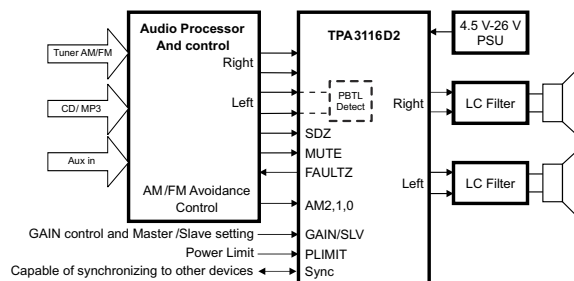 Audio Processor
And control
TPA3116D2
4.5 V-26 V
PSU
Tuner AM/FM
Right
CD/ MP3
Left
PBTL
Detect
Right
LC Filter
SDZ
Aux in
MUTE
FAULTZ
AM/FM Avoidance
Control
Left
LC Filter
AM2,1,0
GAIN control and Master /Slave setting
GAIN/SLV
Power Limit
PLIMIT
Capable of synchronizing to other devices
Sync